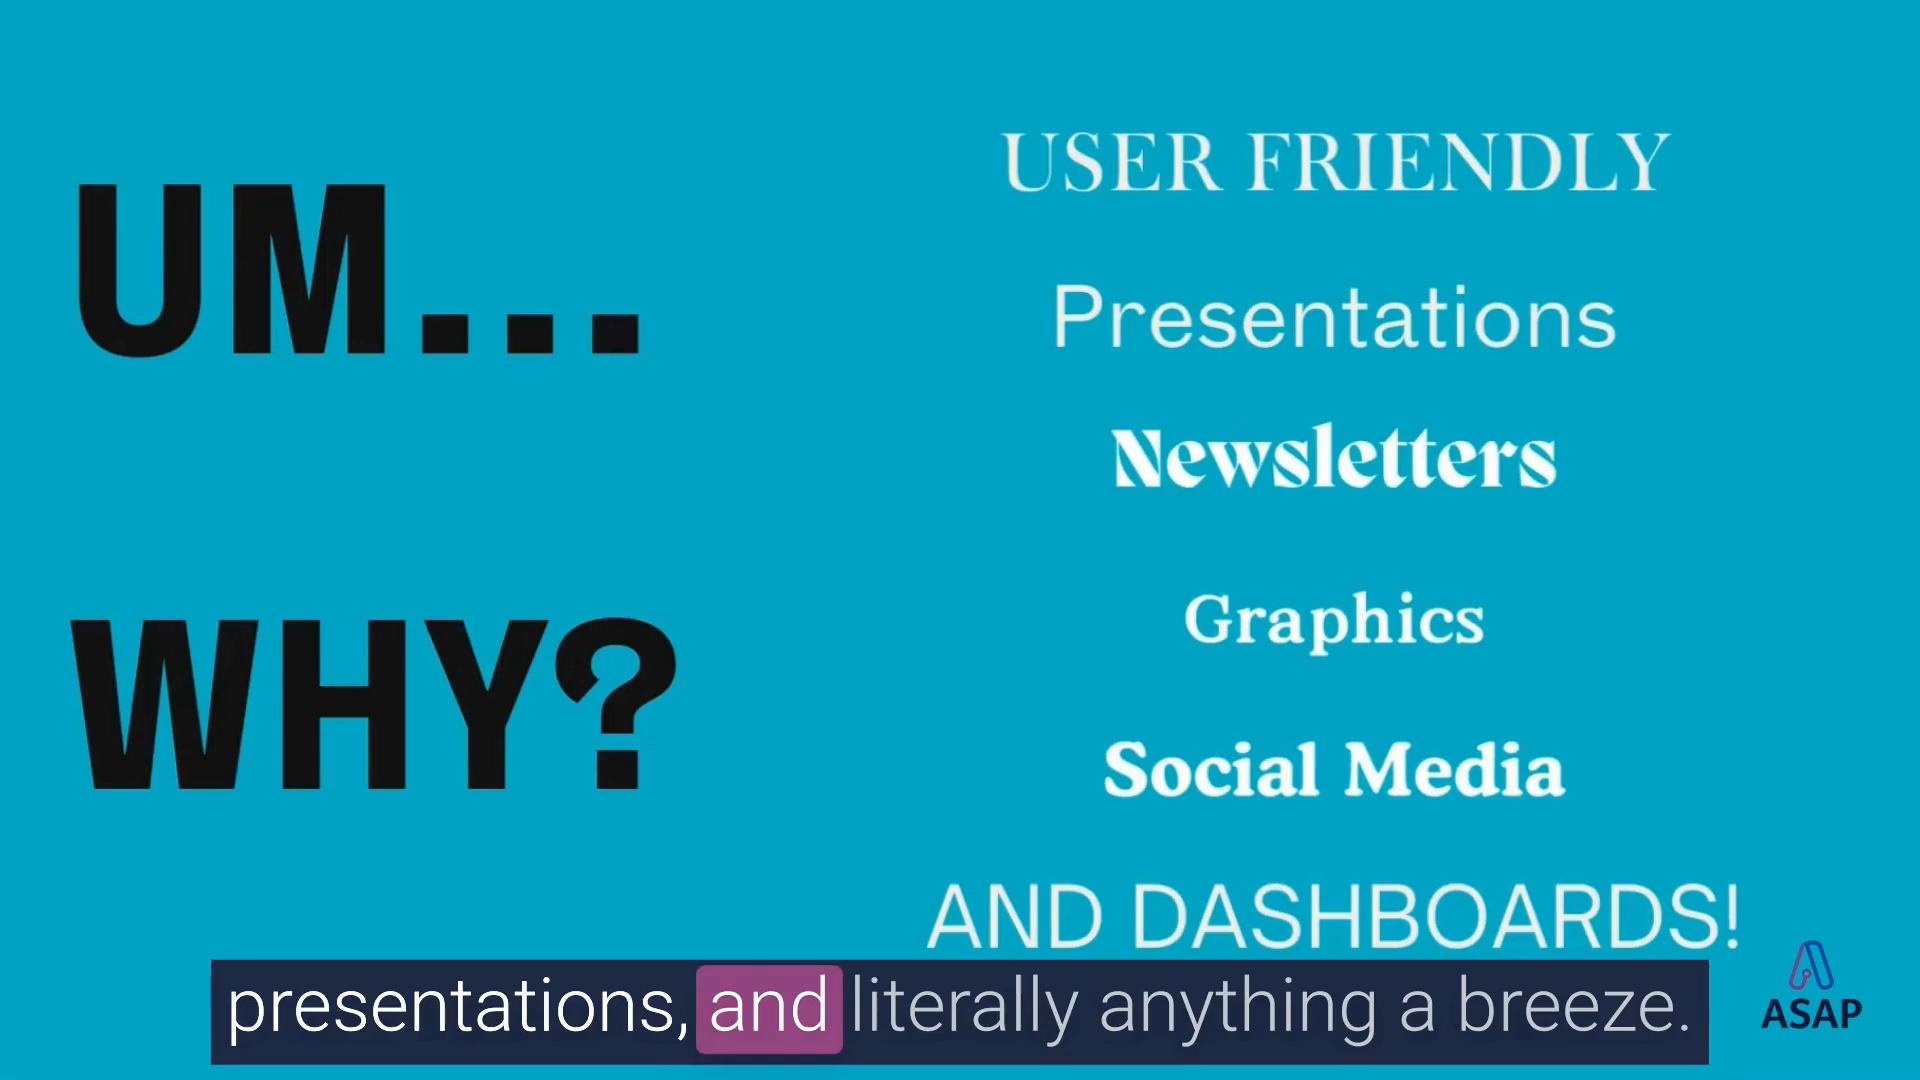 UM...
WHY?
USER FRIENDLY
Presentations
Newsletters
Graphics
Social Media
AND DASHBOARDS!
presentations, and literally anything a breeze.
ASAP